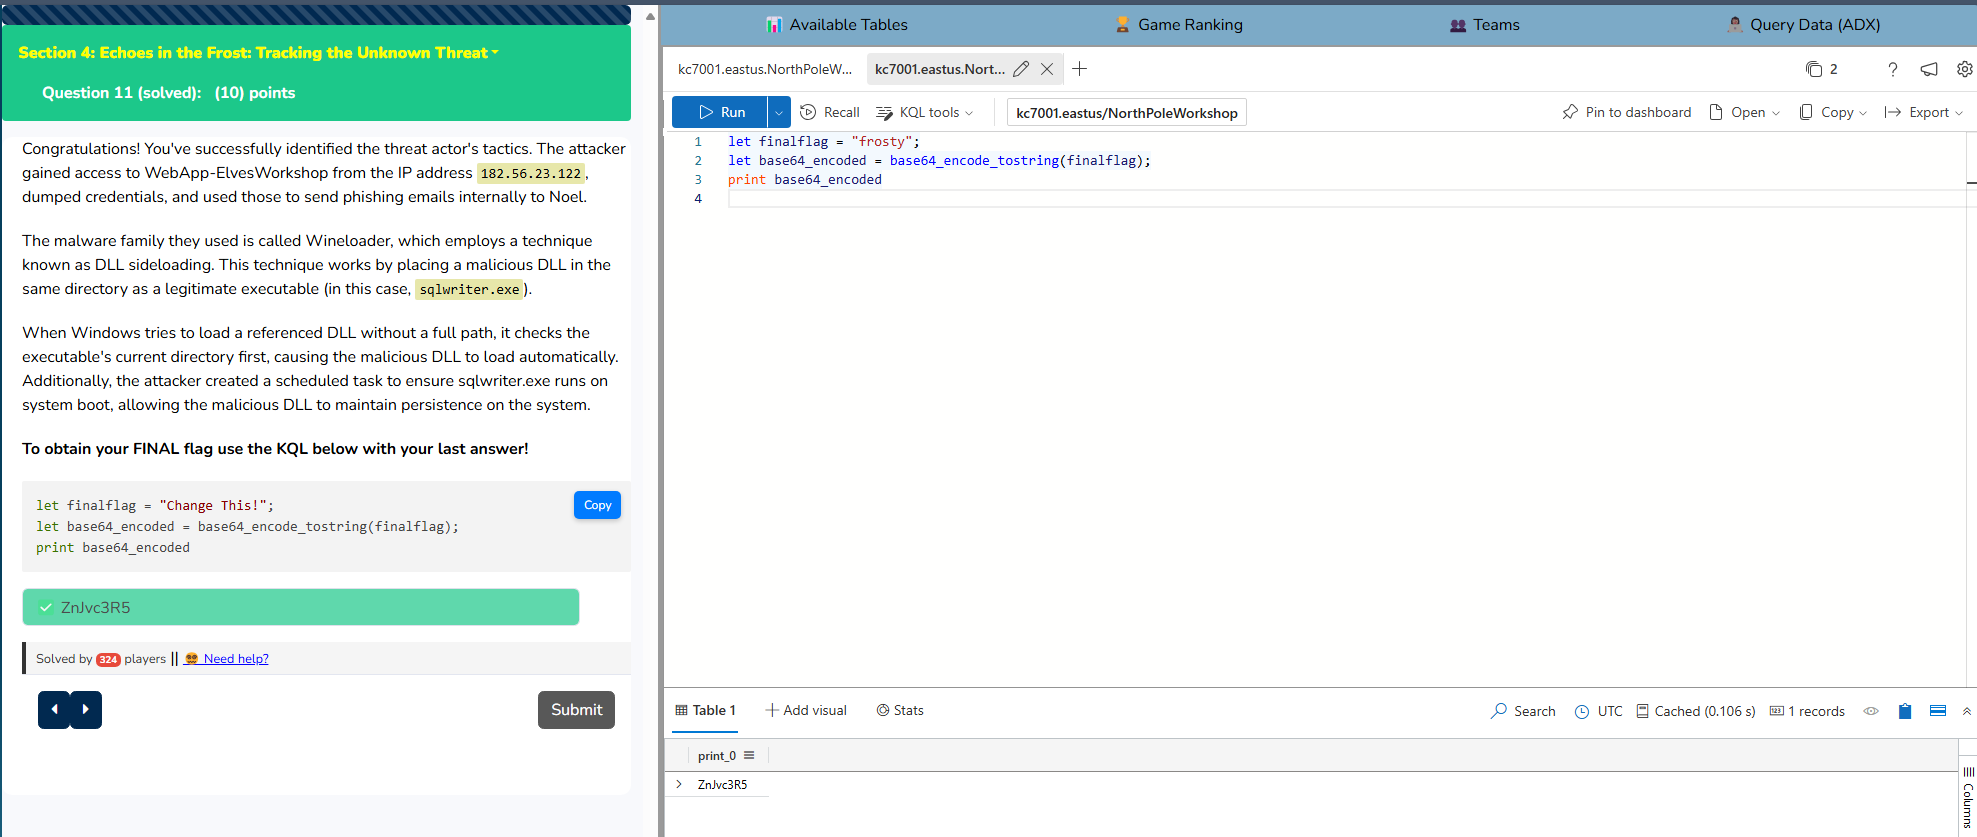 Section 4: Echoes in the Frost: Tracking the Unknown Threat
Question 11 (solved): (10) points
Congratulations! You've successfully identified the threat actor's tactics. The attacker
gained access to WebApp-ElvesWorkshop from the IP address 182.56.23.122,
dumped credentials, and used those to send phishing emails internally to Noel.
The malware family they used is called Wineloader, which employs a technique
known as DLL sideloading. This technique works by placing a malicious DLL in the
same directory as a legitimate executable (in this case, sqlwriter.exe).
When Windows tries to load a referenced DLL without a full path, it checks the
executable's current directory first, causing the malicious DLL to load automatically.
Additionally, the attacker created a scheduled task to ensure sqlwriter.exe runs on
system boot, allowing the malicious DLL to maintain persistence on the system.
To obtain your FINAL flag use the KQL below with your last answer!
let finalflag = "Change This!";
let base64_encoded = base64_encode_tostring(finalflag);
print base64_encoded
Copy
ZnJvc3R5
Solved by 324 players || Need help?
Submit
Available Tables
Game Ranking
Teams
Query Data (ADX)
kc7001.eastus.NorthPoleW...
kc7001.eastus.Nort...
2
Run
Recall
KQL tools
kc7001.eastus/NorthPoleWorkshop
Pin to dashboard
Open
Copy
Export
1 let finalflag = "frosty";
2 let base64_encoded = base64_encode_tostring(finalflag);
3 print base64_encoded
4
Table 1
Add visual
Stats
Search
UTC
Cached (0.106 s)
1 records
print_0
ZnJvc3R5
Columns